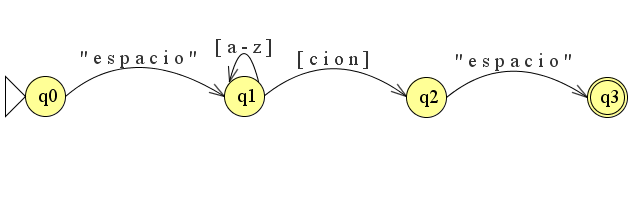 "espacio"
[a-z]
[cion]
"espacio"
q0
q1
q2
q3